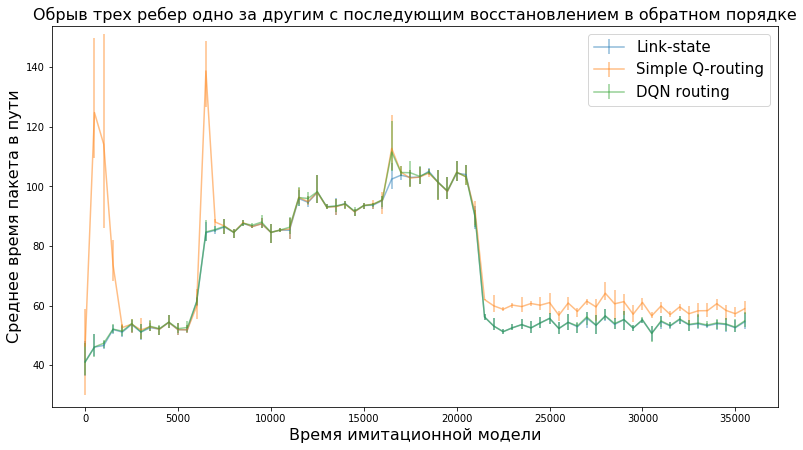 Обрыв трех ребер одно за другим с последующим восстановлением в обратном порядке
Link-state
Simple Q-routing
DQN routing
Среднее время пакета в пути
140
120
100
80
60
40
0 5000 10000 15000 20000 25000 30000 35000
Время имитационной модели